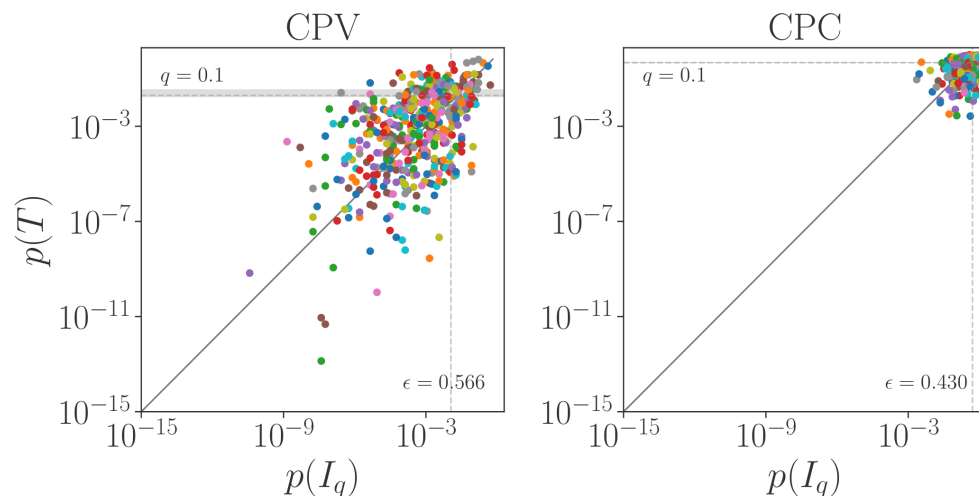 CPV
CPC
q = 0.1
q = 0.1
10^{-3}
10^{-7}
10^{-11}
10^{-15}
10^{-3}
10^{-7}
10^{-11}
10^{-15}
p(T)
ϵ = 0.566
ϵ = 0.430
10^{-15}
10^{-9}
10^{-3}
10^{-15}
10^{-9}
10^{-3}
p(I_q)
p(I_q)